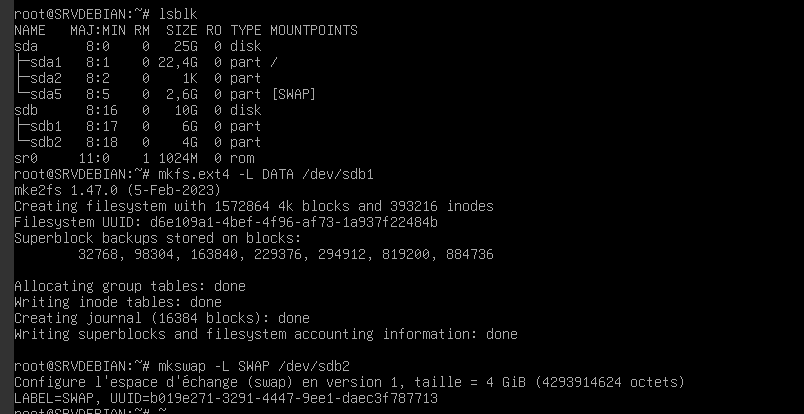 root@SRVDEBIAN:~# lsblk
NAME   MAJ:MIN RM  SIZE RO TYPE MOUNTPOINTS
sda      8:0    0   25G  0 disk
├─sda1   8:1    0 22,4G  0 part /
├─sda2   8:2    0    1K  0 part
└─sda5   8:5    0  2,6G  0 part [SWAP]
sdb      8:16   0   10G  0 disk
├─sdb1   8:17   0    6G  0 part
└─sdb2   8:18   0    4G  0 part
sr0     11:0    1 1024M  0 rom
root@SRVDEBIAN:~# mkfs.ext4 -L DATA /dev/sdb1
mke2fs 1.47.0 (5-Feb-2023)
Creating filesystem with 1572864 4k blocks and 393216 inodes
Filesystem UUID: d6e109a1-4bef-4f96-af73-1a937f22484b
Superblock backups stored on blocks:
        32768, 98304, 163840, 229376, 294912, 819200, 884736
Allocating group tables: done
Writing inode tables: done
Creating journal (16384 blocks): done
Writing superblocks and filesystem accounting information: done
root@SRVDEBIAN:~# mkswap -L SWAP /dev/sdb2
Configure l'espace d'échange (swap) en version 1, taille = 4 GiB (4293914624 octets)
LABEL=SWAP, UUID=b019e271-3291-4447-9ee1-daec3f787713
root@SRVDEBIAN:~# ~